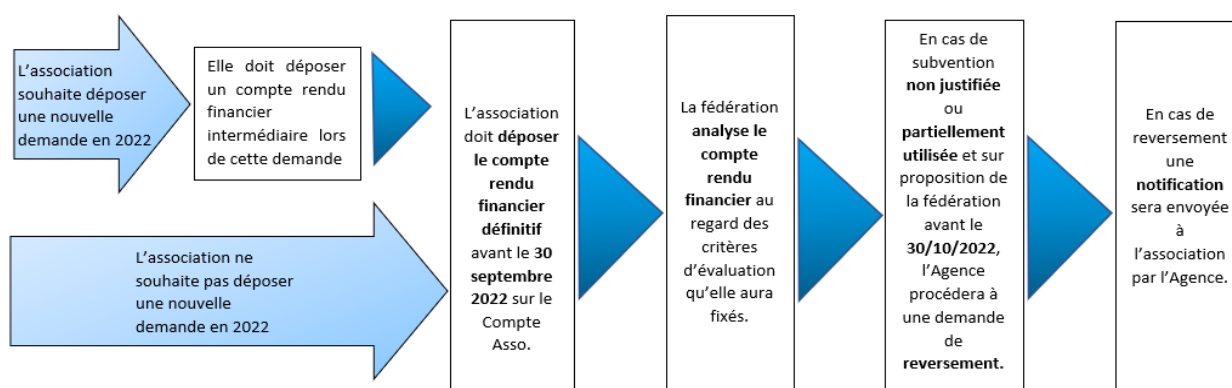 L'association
souhaite déposer
une nouvelle
demande en 2022
Elle doit déposer
un compte rendu
financier
intermédiaire lors
de cette demande
L'association ne
souhaite pas déposer
une nouvelle
demande en 2022
L'association
doit déposer
le compte
rendu
financier
définitif
avant le 30
septembre
2022 sur le
Compte
Asso.
La fédération
analyse le
compte
rendu
financier au
regard des
critères
d'évaluation
qu'elle aura
fixés.
En cas de
subvention
non justifiée
ou
partiellement
utilisée et sur
proposition de
la fédération
avant le
30/10/2022,
l'Agence
procédera à
une demande
de
reversement.
En cas de
reversement
une
notification
sera envoyée
à
l'association
par l'Agence.